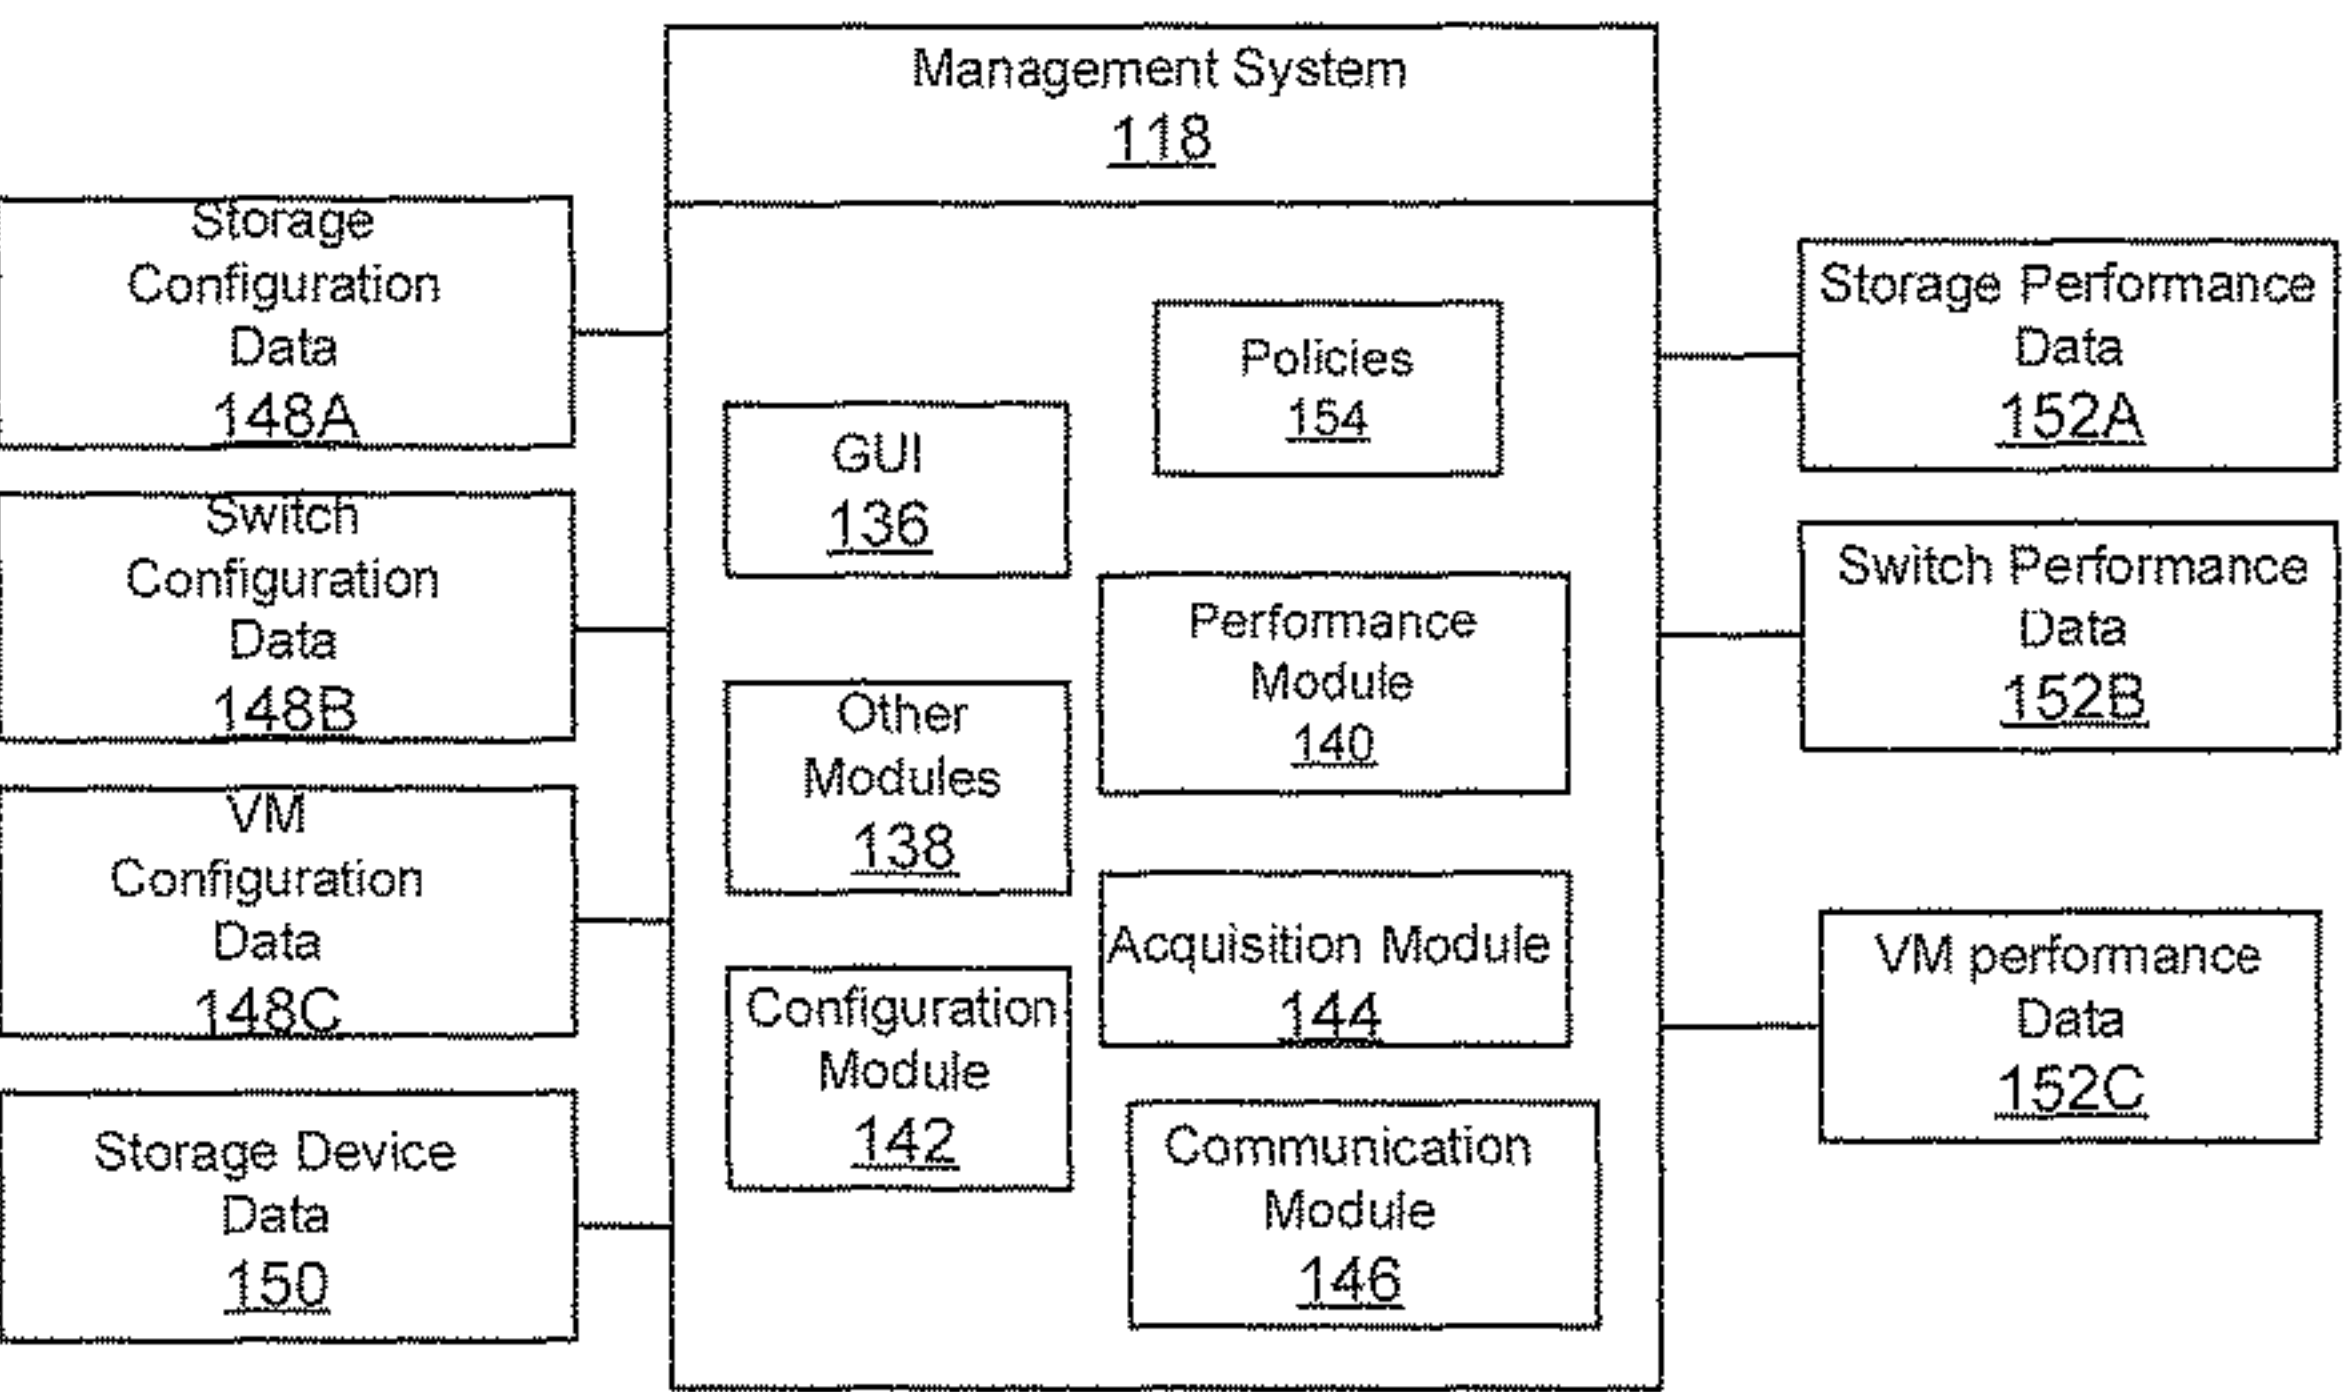 Management System
118
Storage
Configuration
Data
148A
Switch
Configuration
Data
148B
VM
Configuration
Data
148C
Storage Device
Data
150
GUI
136
Other
Modules
138
Configuration
Module
142
Policies
154
Performance
Module
140
Acquisition Module
144
Communication
Module
146
Storage Performance
Data
152A
Switch Performance
Data
152B
VM performance
Data
152C